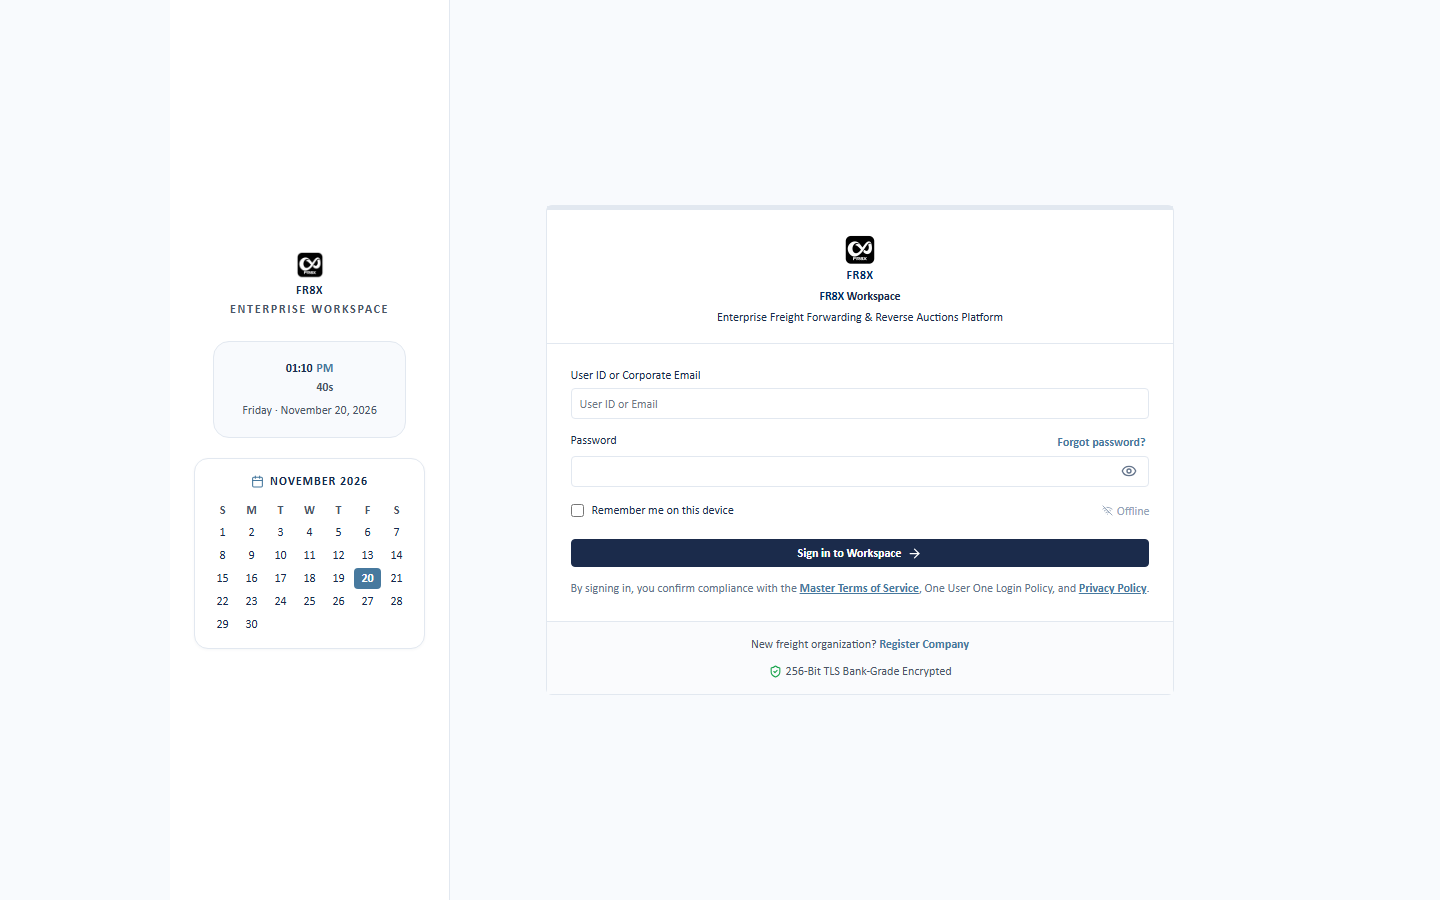 FR8X
ENTERPRISE WORKSPACE
01:10 PM
40s
Friday · November 20, 2026
NOVEMBER 2026
S M T W T F S
1 2 3 4 5 6 7
8 9 10 11 12 13 14
15 16 17 18 19 20 21
22 23 24 25 26 27 28
29 30
FR8X
FR8X Workspace
Enterprise Freight Forwarding & Reverse Auctions Platform
User ID or Corporate Email
User ID or Email
Password Forgot password?
Remember me on this device Offline
Sign in to Workspace →
By signing in, you confirm compliance with the Master Terms of Service, One User One Login Policy, and Privacy Policy.
New freight organization? Register Company
256-Bit TLS Bank-Grade Encrypted